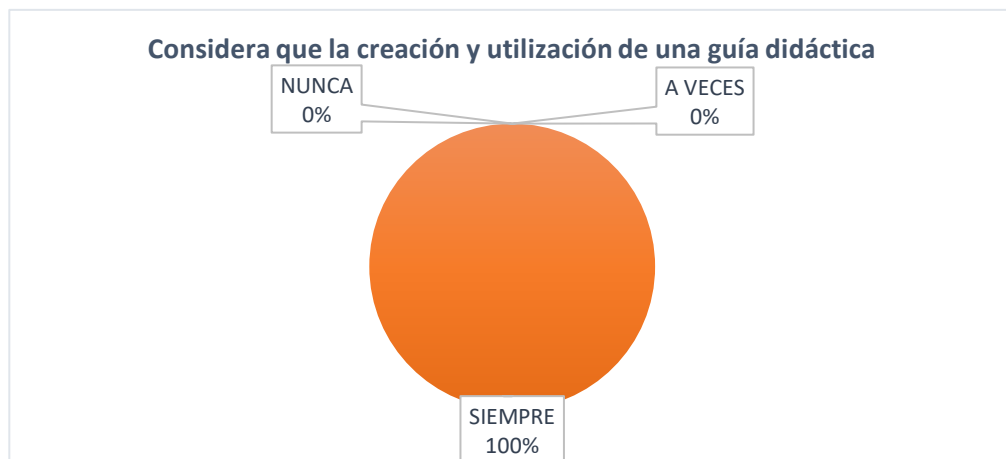 Considera que la creación y utilización de una guía didáctica
NUNCA
0%
A VECES
0%
SIEMPRE
100%